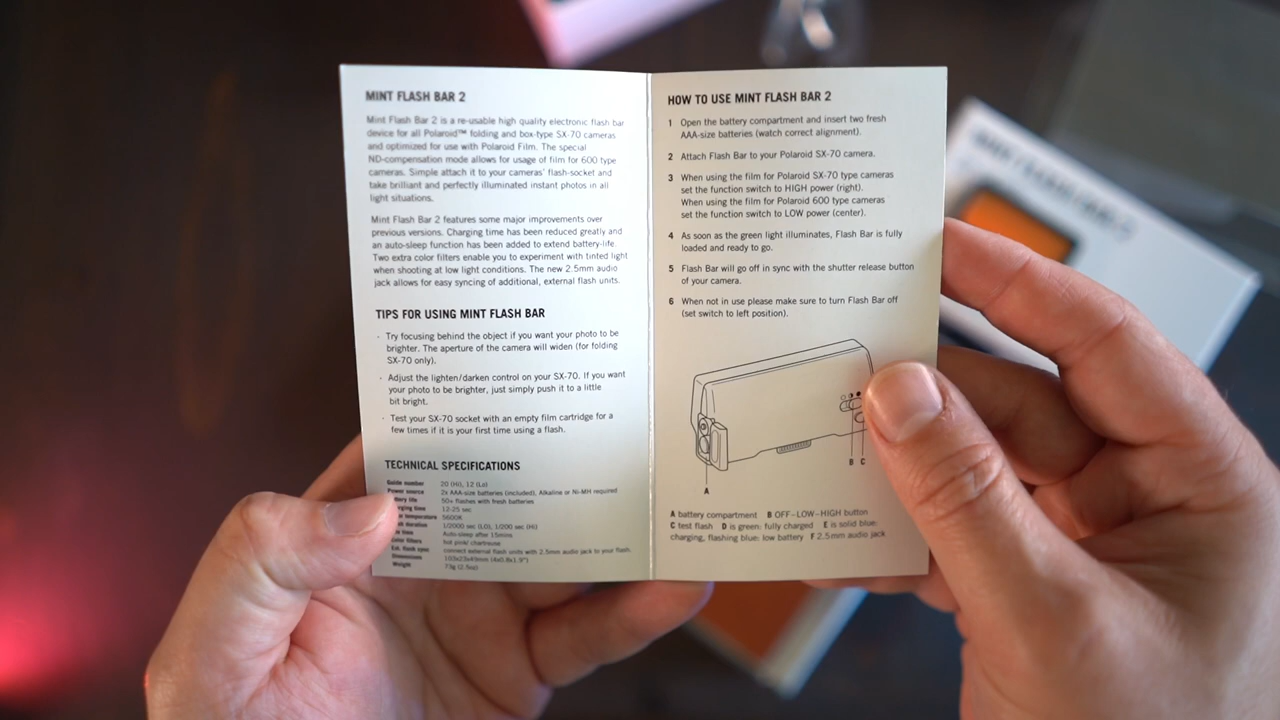 MINT FLASH BAR 2
Mint Flash Bar 2 is a re-usable high quality electronic flash bar
device for all Polaroid™ folding and box-type SX-70 cameras
and optimized for use with Polaroid Film. The special
ND-compensation mode allows for usage of film for 600 type
cameras. Simple attach it to your cameras' flash-socket and
take brilliant and perfectly illuminated instant photos in all
light situations.
Mint Flash Bar 2 features some major improvements over
previous versions. Charging time has been reduced greatly and
an auto-sleep function has been added to extend battery-life.
Two extra color filters enable you to experiment with tinted light
when shooting at low light conditions. The new 2.5mm audio
jack allows for easy syncing of additional, external flash units.
TIPS FOR USING MINT FLASH BAR
· Try focusing behind the object if you want your photo to be
brighter. The aperture of the camera will widen (for folding
SX-70 only).
· Adjust the lighten/darken control on your SX-70. If you want
your photo to be brighter, just simply push it to a little
bit bright.
· Test your SX-70 socket with an empty film cartridge for a
few times if it is your first time using a flash.
TECHNICAL SPECIFICATIONS
Guide number 20 (Hi), 12 (Lo)
Power source 2x AAA-size batteries (included), Alkaline or Ni-MH required
50+ flashes with fresh batteries
12-25 sec
5600K
1/2000 sec (LO), 1/200 sec (Hi)
Auto-sleep after 15mins
color filters hot pink/ chartreuse
Ext. flash sync connect external flash units with 2.5mm audio jack to your flash.
Dimensions 103x23x49mm (4x0.8x1.9")
Weight 73g (2.5oz)
HOW TO USE MINT FLASH BAR 2
1 Open the battery compartment and insert two fresh
AAA-size batteries (watch correct alignment).
2 Attach Flash Bar to your Polaroid SX-70 camera.
3 When using the film for Polaroid SX-70 type cameras
set the function switch to HIGH power (right).
When using the film for Polaroid 600 type cameras
set the function switch to LOW power (center).
4 As soon as the green light illuminates, Flash Bar is fully
loaded and ready to go.
5 Flash Bar will go off in sync with the shutter release button
of your camera.
6 When not in use please make sure to turn Flash Bar off
(set switch to left position).
B C
A
A battery compartment B OFF–LOW–HIGH button
C test flash D is green: fully charged E is solid blue:
charging, flashing blue: low battery F 2.5mm audio jack